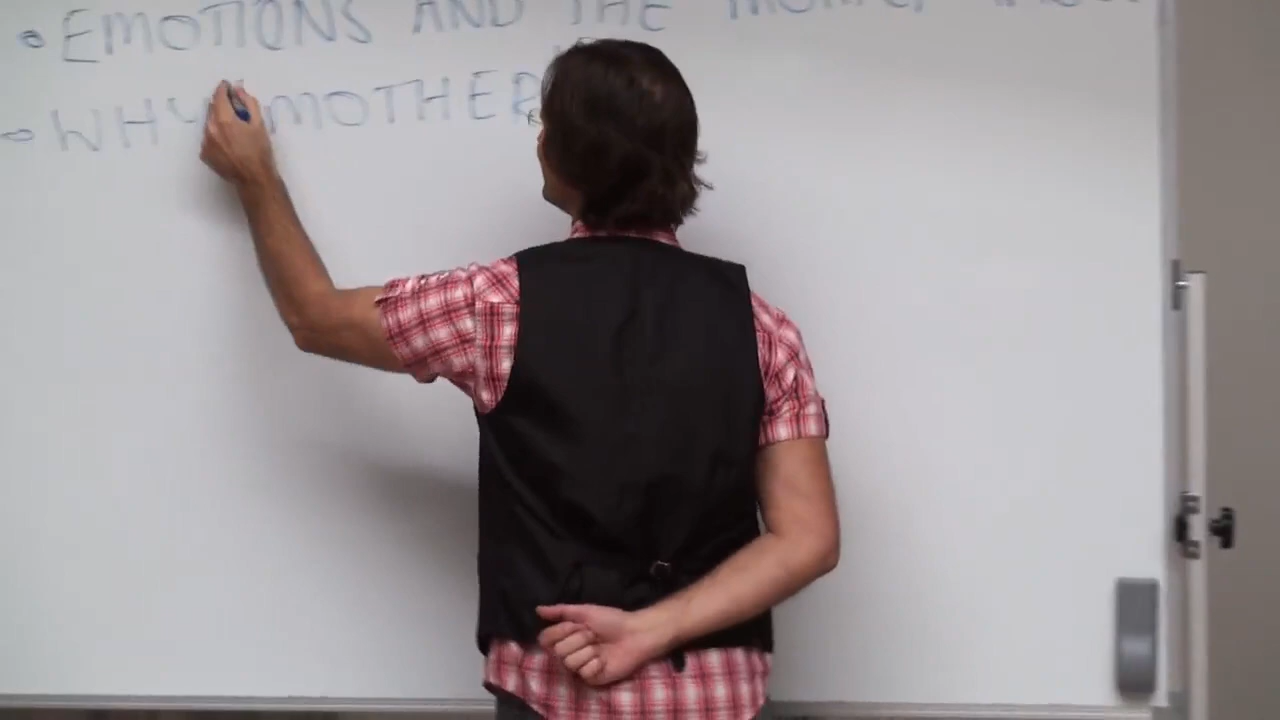 • EMOTIONS AND THE
• WHY MOTHER